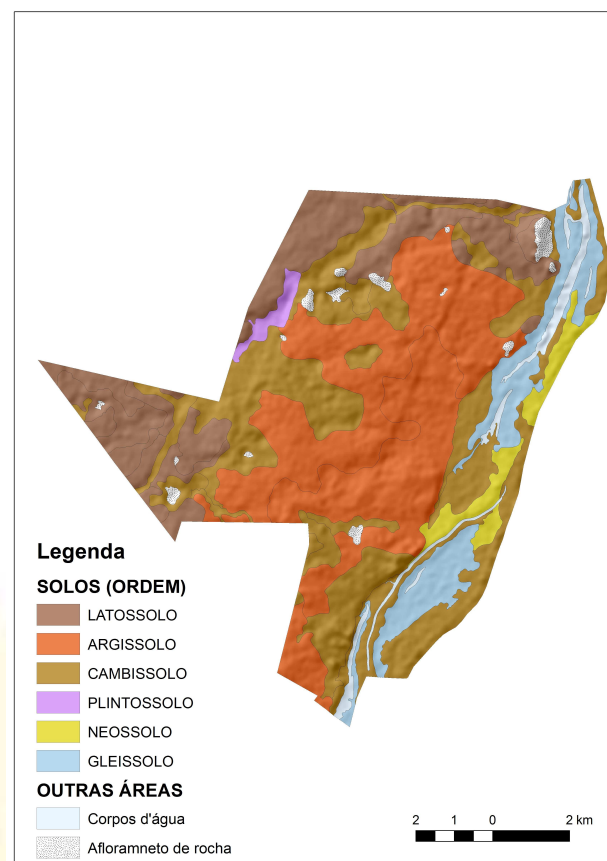 Legenda
SOLOS (ORDEM)
LATOSSOLO
ARGISSOLO
CAMBISSOLO
PLINTOSSOLO
NEOSSOLO
GLEISSOLO
OUTRAS ÁREAS
Corpos d'água
Afloramneto de rocha
2 1 0 2 km